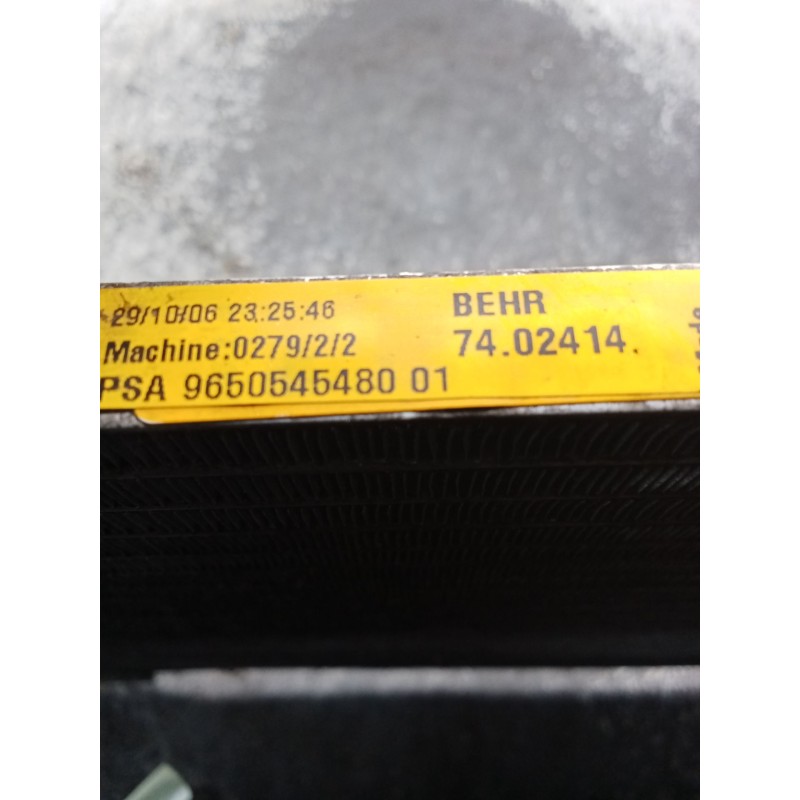 29/10/06 23:25:46 BEHR
Machine:0279/2/2 74.02414.
PSA 9650545480 01